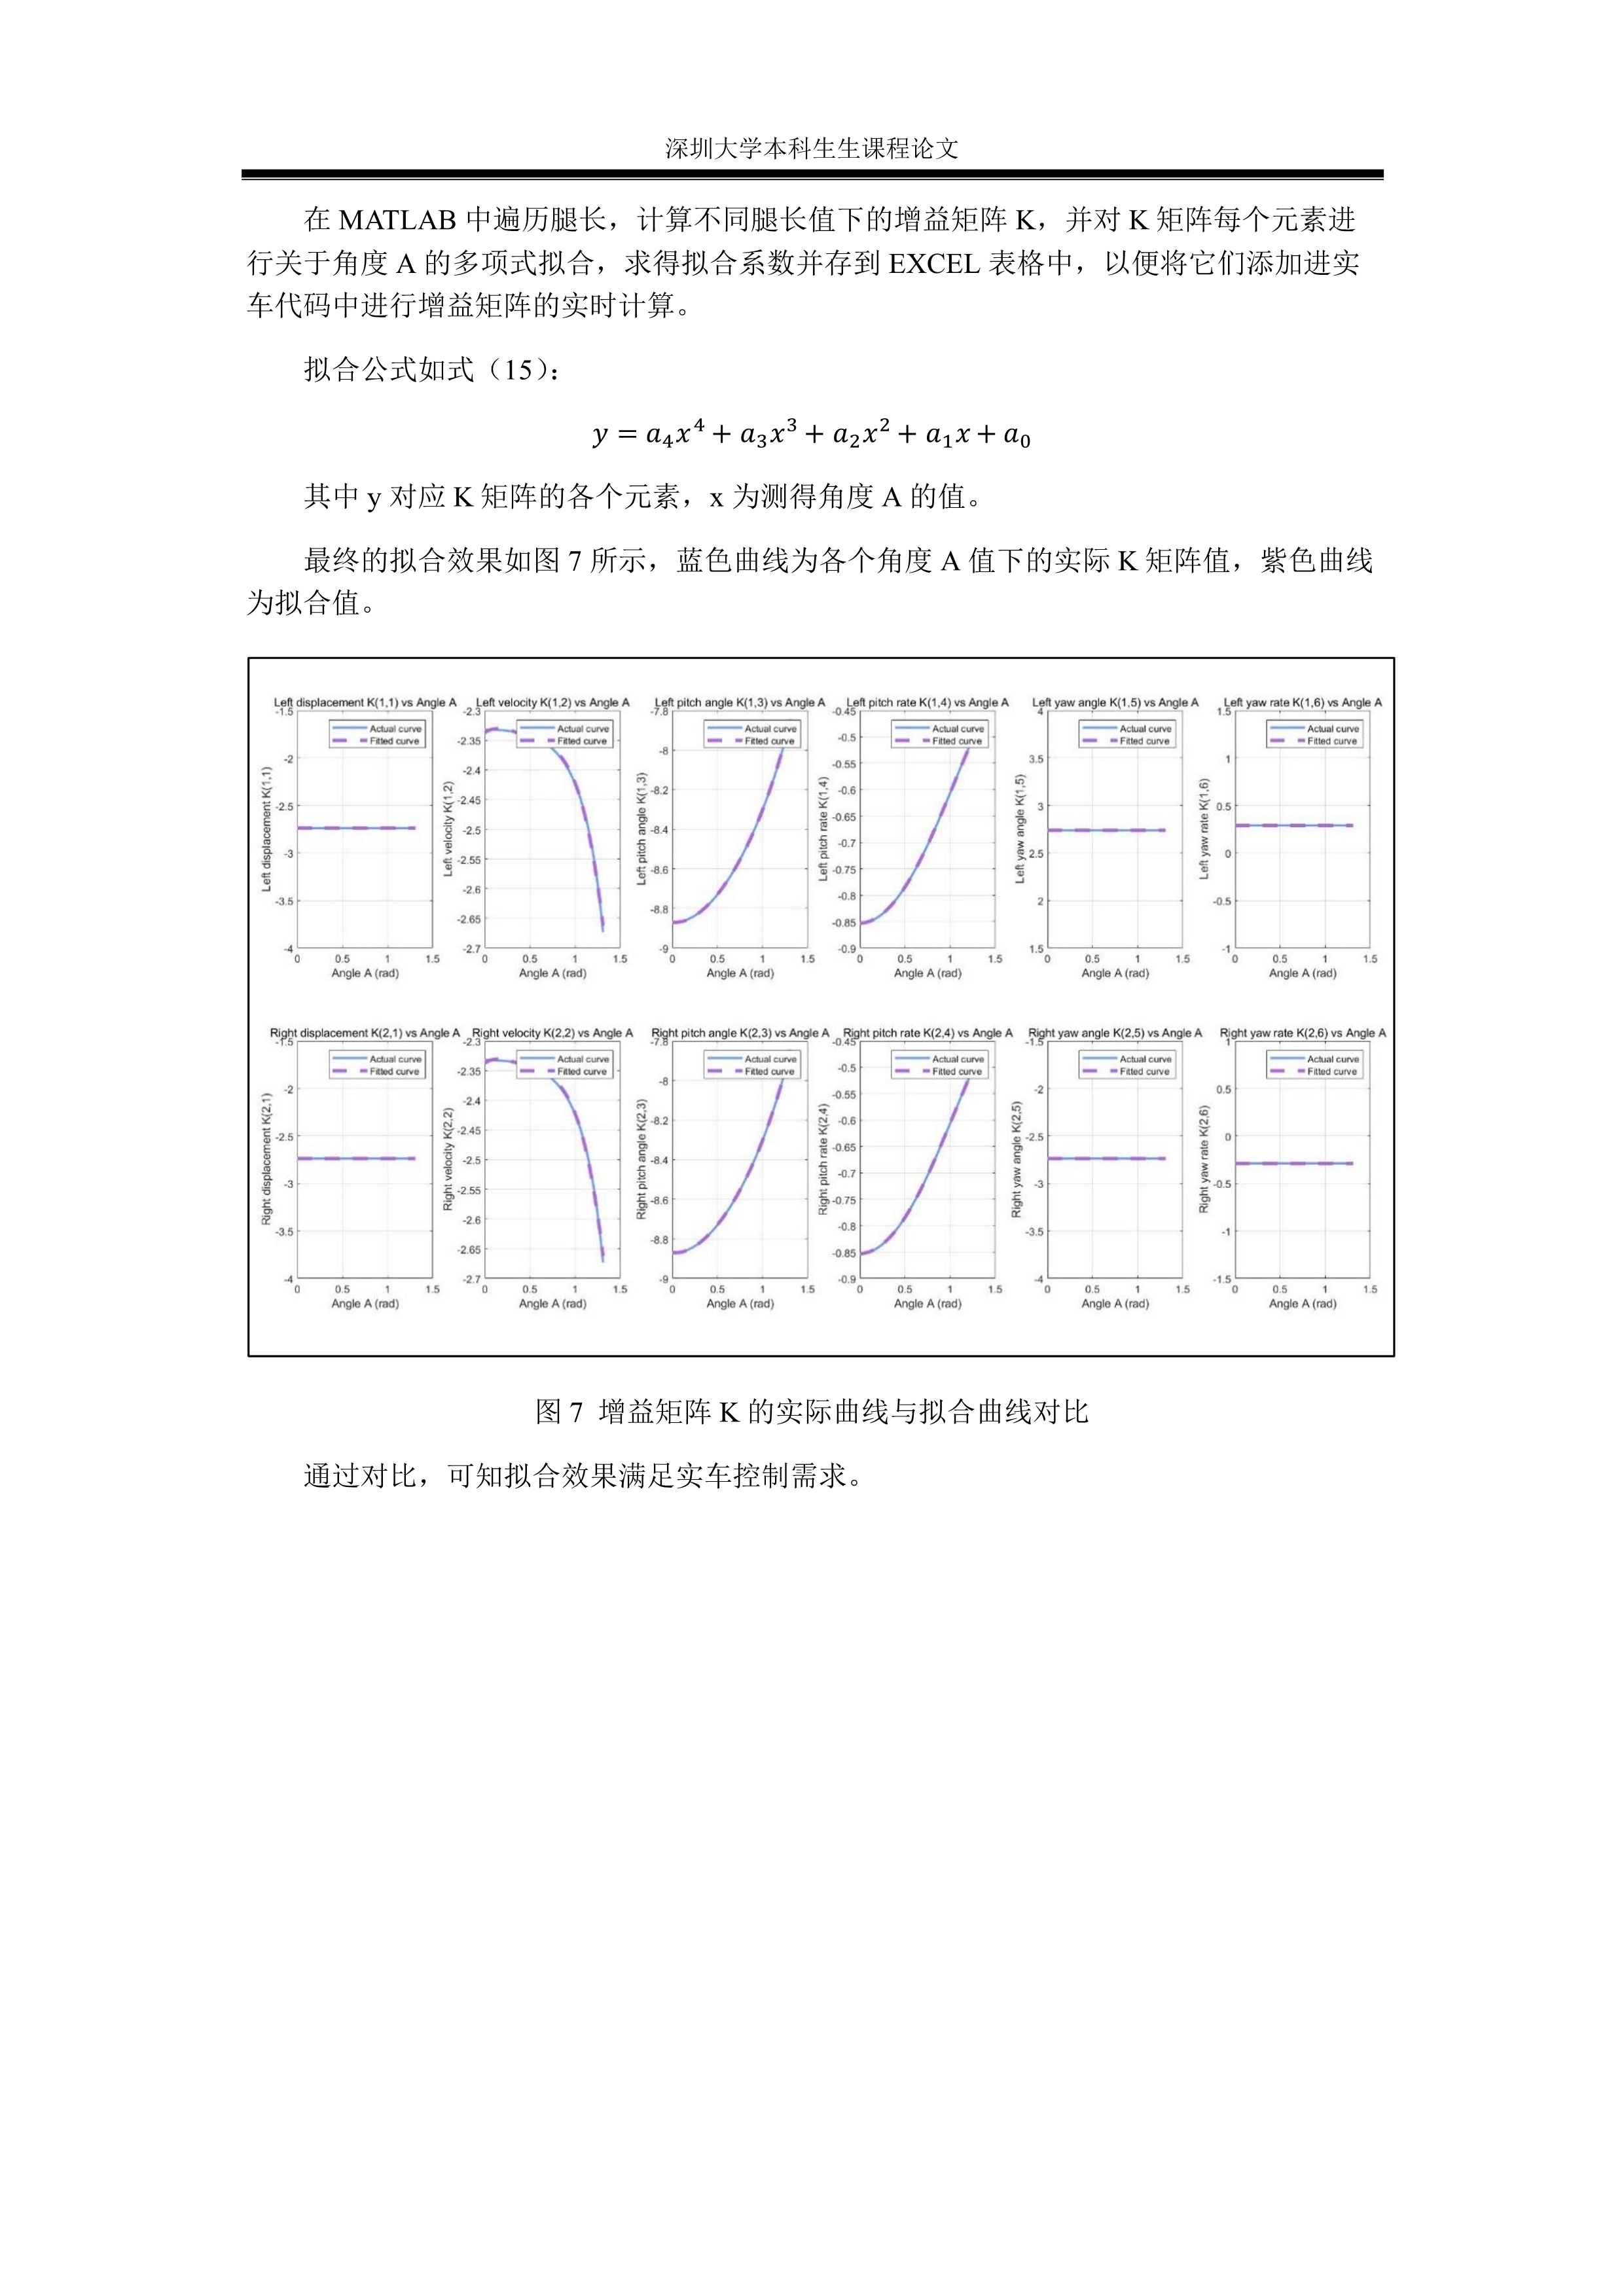 深圳大学本科生生课程论文
在 MATLAB 中遍历腿长，计算不同腿长值下的增益矩阵 K，并对 K 矩阵每个元素进
行关于角度 A 的多项式拟合，求得拟合系数并存到 EXCEL 表格中，以便将它们添加进实
车代码中进行增益矩阵的实时计算。
拟合公式如式（15）：
y = a₄x⁴ + a₃x³ + a₂x² + a₁x + a₀
其中 y 对应 K 矩阵的各个元素，x 为测得角度 A 的值。
最终的拟合效果如图 7 所示，蓝色曲线为各个角度 A 值下的实际 K 矩阵值，紫色曲线
为拟合值。
Left displacement K(1,1) vs Angle A
-1.5
-2
-2.5
-3
-3.5
-4
Left displacement K(1,1)
Actual curve
Fitted curve
0 0.5 1 1.5
Angle A (rad)
Left velocity K(1,2) vs Angle A
-2.3
-2.35
-2.4
-2.45
-2.5
-2.55
-2.6
-2.65
-2.7
Left velocity K(1,2)
Actual curve
Fitted curve
0 0.5 1 1.5
Angle A (rad)
Left pitch angle K(1,3) vs Angle A
-7.8
-8
-8.2
-8.4
-8.6
-8.8
-9
Left pitch angle K(1,3)
Actual curve
Fitted curve
0 0.5 1 1.5
Angle A (rad)
Left pitch rate K(1,4) vs Angle A
-0.45
-0.5
-0.55
-0.6
-0.65
-0.7
-0.75
-0.8
-0.85
-0.9
Left pitch rate K(1,4)
Actual curve
Fitted curve
0 0.5 1 1.5
Angle A (rad)
Left yaw angle K(1,5) vs Angle A
4
3.5
3
2.5
2
1.5
Left yaw angle K(1,5)
Actual curve
Fitted curve
0 0.5 1 1.5
Angle A (rad)
Left yaw rate K(1,6) vs Angle A
1.5
1
0.5
0
-0.5
-1
Left yaw rate K(1,6)
Actual curve
Fitted curve
0 0.5 1 1.5
Angle A (rad)
Right displacement K(2,1) vs Angle A
-1.5
-2
-2.5
-3
-3.5
-4
Right displacement K(2,1)
Actual curve
Fitted curve
0 0.5 1 1.5
Angle A (rad)
Right velocity K(2,2) vs Angle A
-2.3
-2.35
-2.4
-2.45
-2.5
-2.55
-2.6
-2.65
-2.7
Right velocity K(2,2)
Actual curve
Fitted curve
0 0.5 1 1.5
Angle A (rad)
Right pitch angle K(2,3) vs Angle A
-7.8
-8
-8.2
-8.4
-8.6
-8.8
-9
Right pitch angle K(2,3)
Actual curve
Fitted curve
0 0.5 1 1.5
Angle A (rad)
Right pitch rate K(2,4) vs Angle A
-0.45
-0.5
-0.55
-0.6
-0.65
-0.7
-0.75
-0.8
-0.85
-0.9
Right pitch rate K(2,4)
Actual curve
Fitted curve
0 0.5 1 1.5
Angle A (rad)
Right yaw angle K(2,5) vs Angle A
-1.5
-2
-2.5
-3
-3.5
-4
Right yaw angle K(2,5)
Actual curve
Fitted curve
0 0.5 1 1.5
Angle A (rad)
Right yaw rate K(2,6) vs Angle A
1
0.5
0
-0.5
-1
-1.5
Right yaw rate K(2,6)
Actual curve
Fitted curve
0 0.5 1 1.5
Angle A (rad)
图 7 增益矩阵 K 的实际曲线与拟合曲线对比
通过对比，可知拟合效果满足实车控制需求。